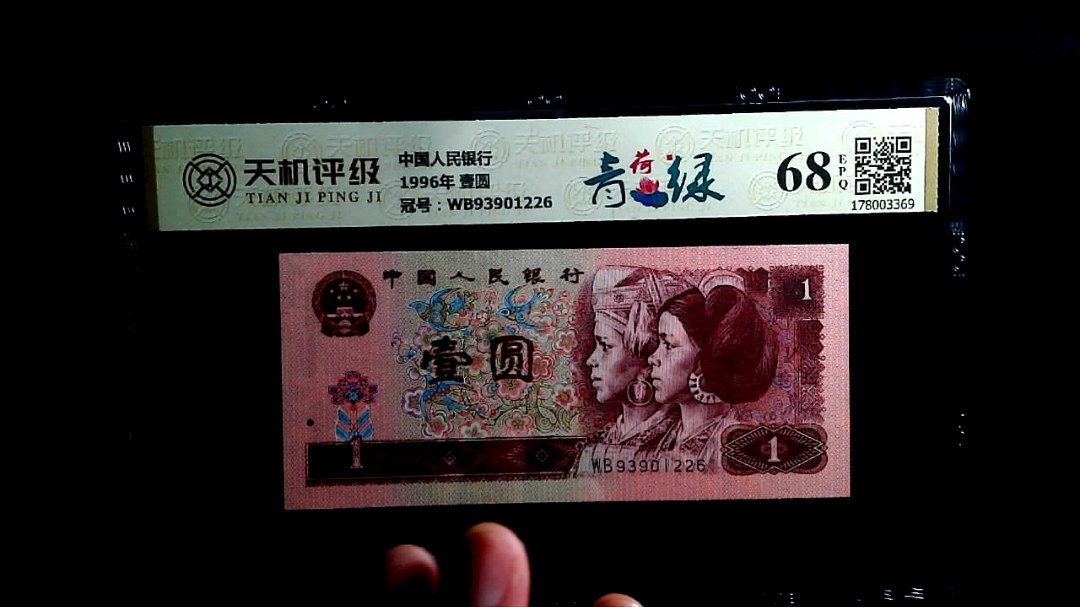 天机评级
TIAN JI PING JI
中国人民银行
1996年 壹圆
冠号：WB93901226
青荷绿
68
EPQ
178003369
中国人民银行
1
壹圆
1
WB93901226
1